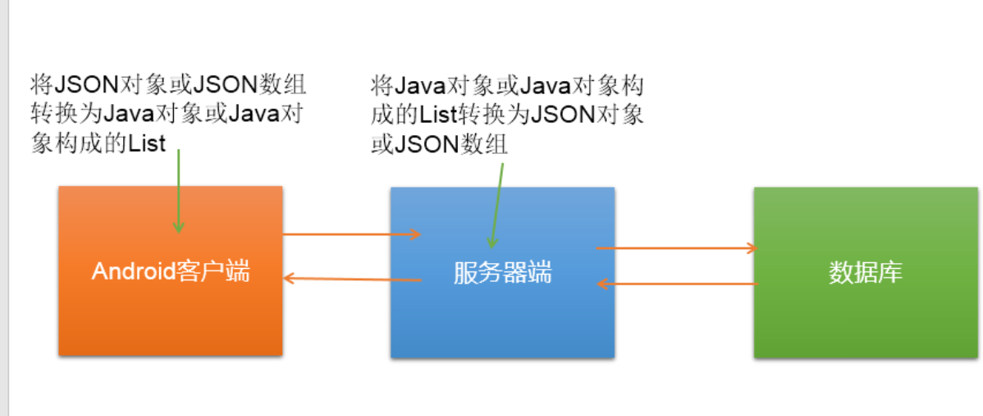 将JSON对象或JSON数组
转换为Java对象或Java对
象构成的List
将Java对象或Java对象构
成的List转换为JSON对象
或JSON数组
Android客户端
服务器端
数据库